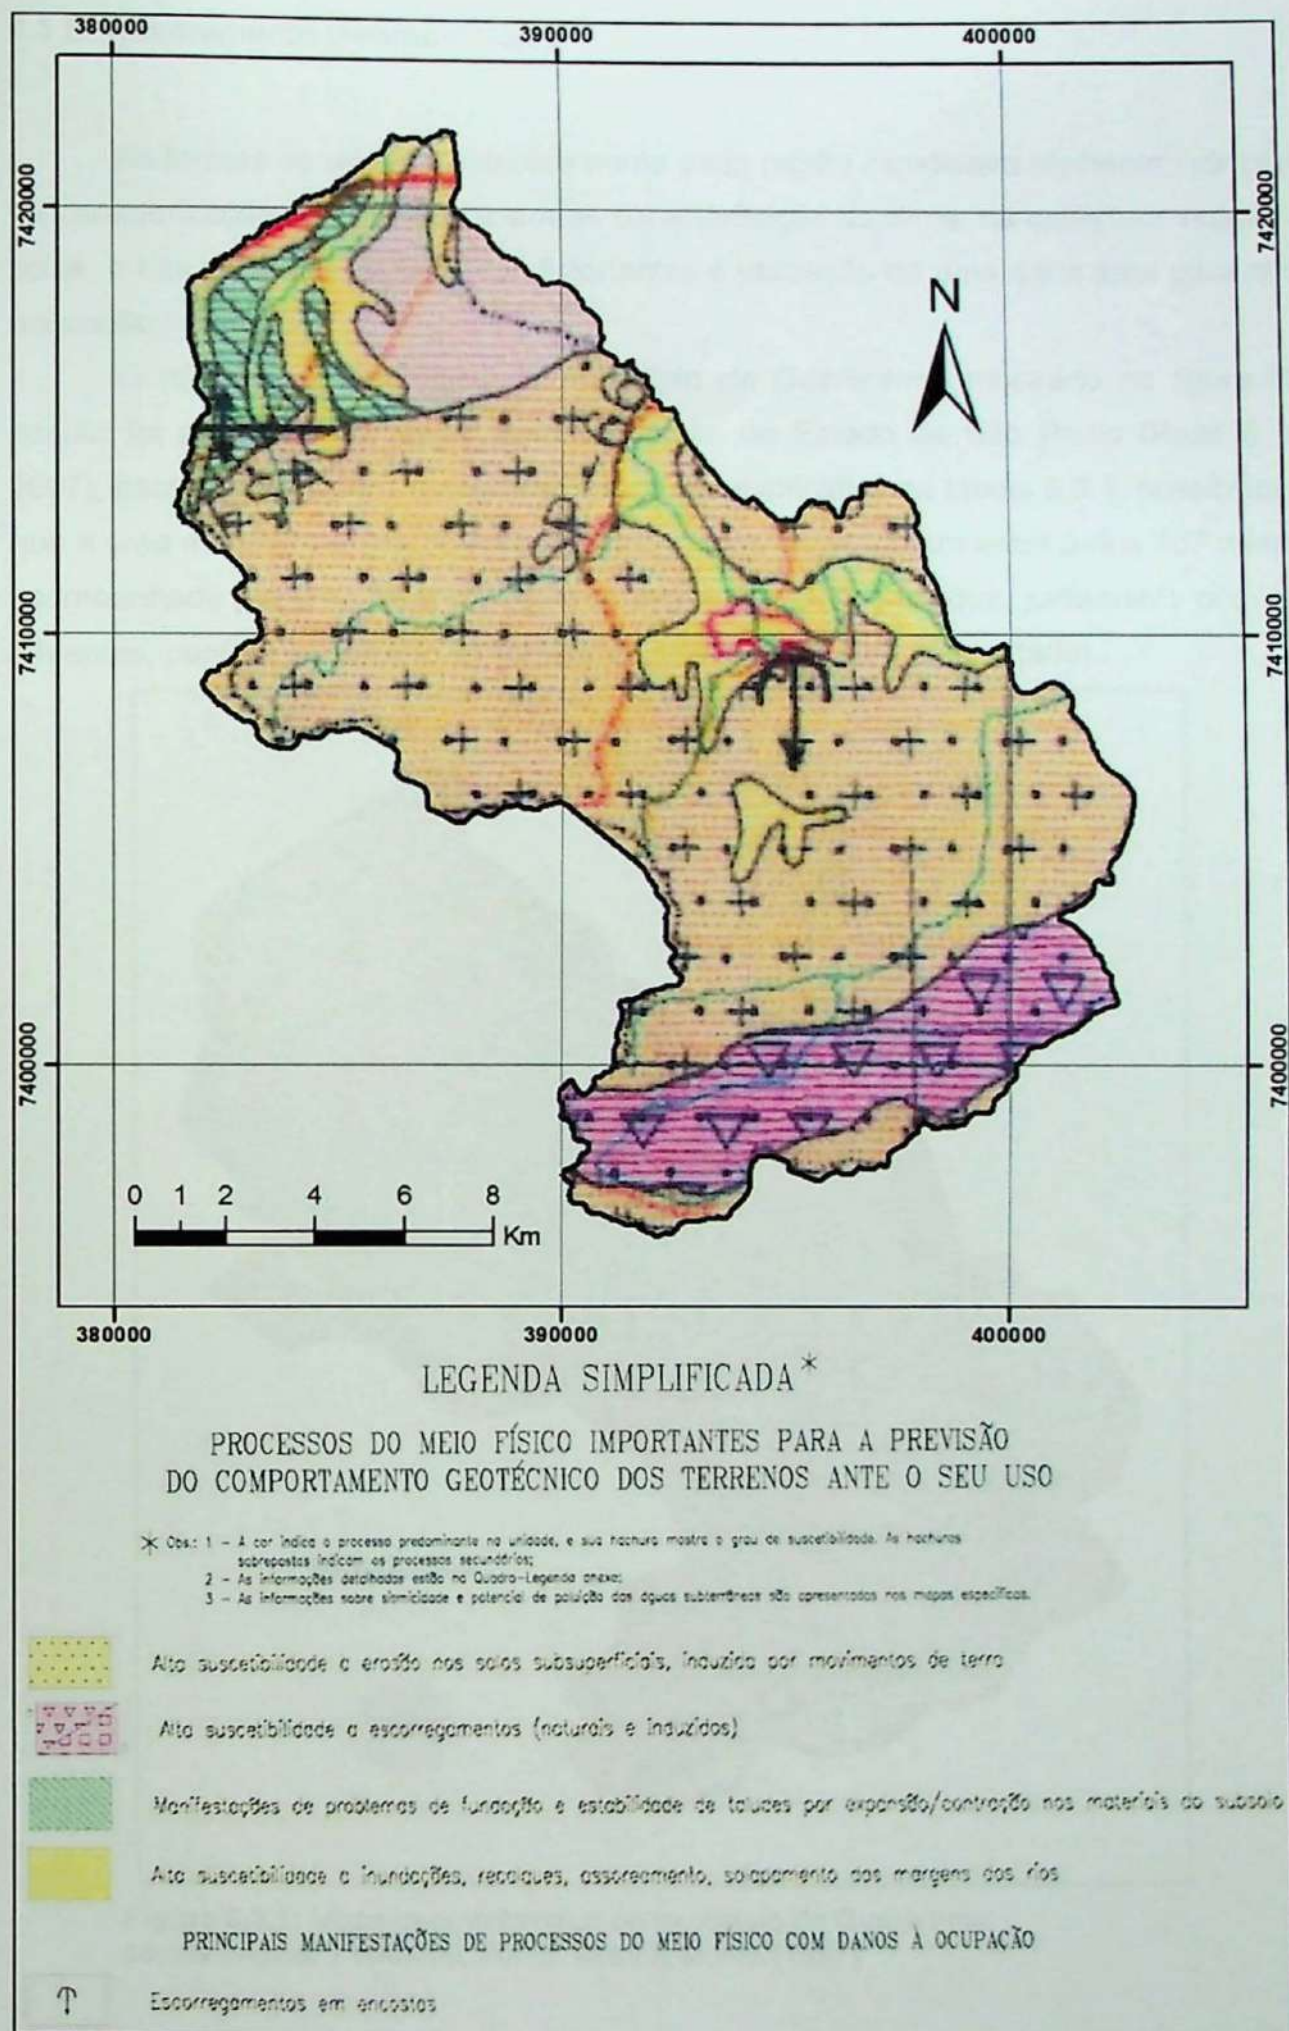 380000
390000
400000
7420000
7420000
N
SP-66
7410000
7410000
7400000
7400000
0 1 2 4 6 8
Km
380000
390000
400000
LEGENDA SIMPLIFICADA*
PROCESSOS DO MEIO FÍSICO IMPORTANTES PARA A PREVISÃO
DO COMPORTAMENTO GEOTÉCNICO DOS TERRENOS ANTE O SEU USO
* Obs.: 1 - A cor indica o processo predominante na unidade, e sua hachura mostra o grau de suscetibilidade. As hachuras
sobrepostas indicam os processos secundários;
2 - As informações detalhadas estão no Quadro-Legenda anexo;
3 - As informações sobre sismicidade e potencial de poluição das águas subterrâneas são apresentadas nos mapas específicos.
Alta suscetibilidade a erosão nos solos subsuperficiais, induzida por movimentos de terra
Alta suscetibilidade a escorregamentos (naturais e induzidos)
Manifestações de problemas de fundação e estabilidade de taludes por expansão/contração nos materiais do subsolo
Alta suscetibilidade a inundações, recalques, assoreamento, solapamento das margens dos rios
PRINCIPAIS MANIFESTAÇÕES DE PROCESSOS DO MEIO FÍSICO COM DANOS À OCUPAÇÃO
Escorregamentos em encostas